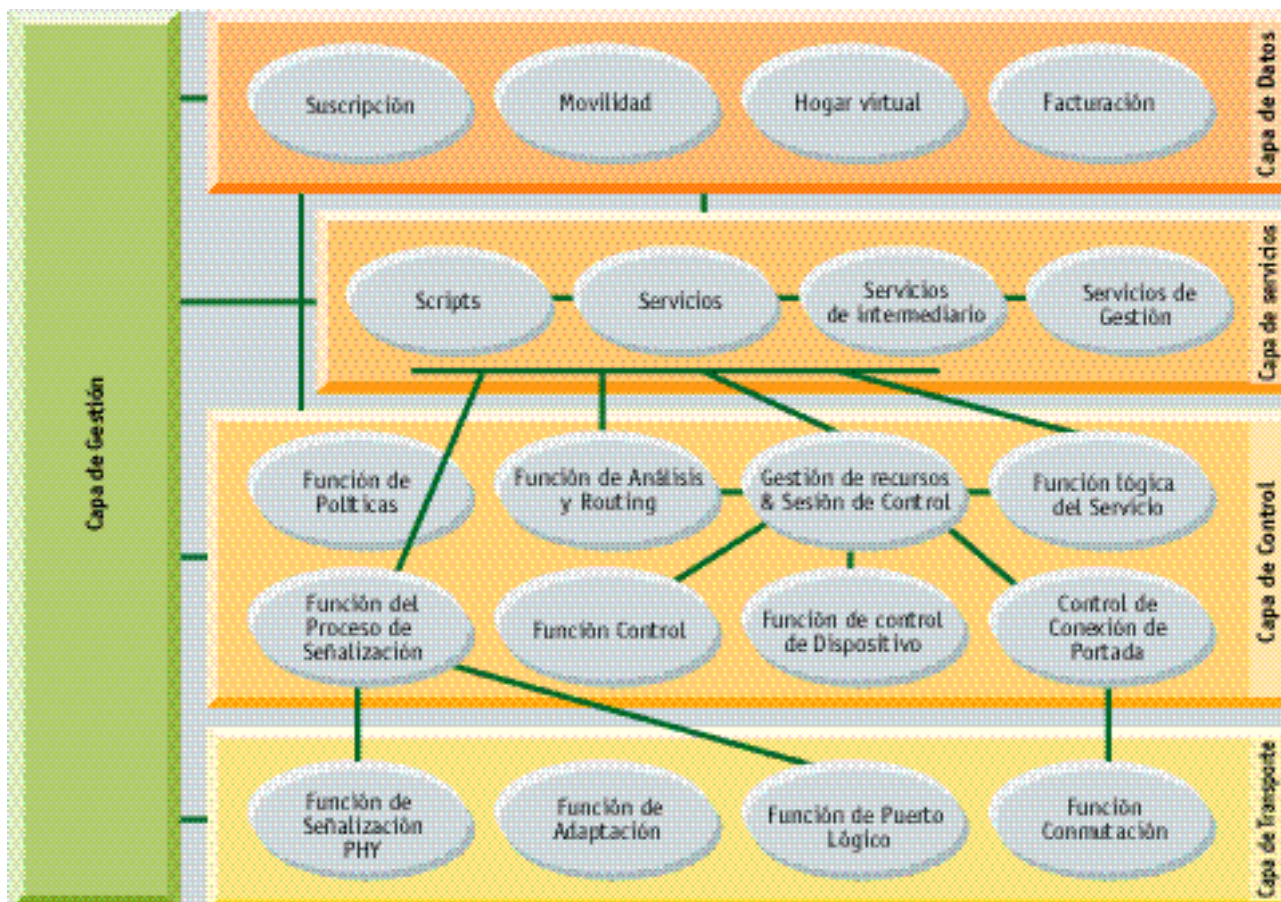 Capa de Gestión
Suscripción
Movilidad
Hogar virtual
Facturación
Capa de Datos
Scripts
Servicios
Servicios
de intermediario
Servicios de
Gestión
Capa de servicios
Función de
Políticas
Función de Análisis
y Routing
Gestión de recursos
& Sesión de Control
Función lógica
del Servicio
Función del
Proceso de
Señalización
Función Control
Función de control
de Dispositivo
Control de
Conexión de
Portada
Capa de Control
Función de
Señalización
PHY
Función de
Adaptación
Función de Puerto
Lógico
Función
Conmutación
Capa de Transporte